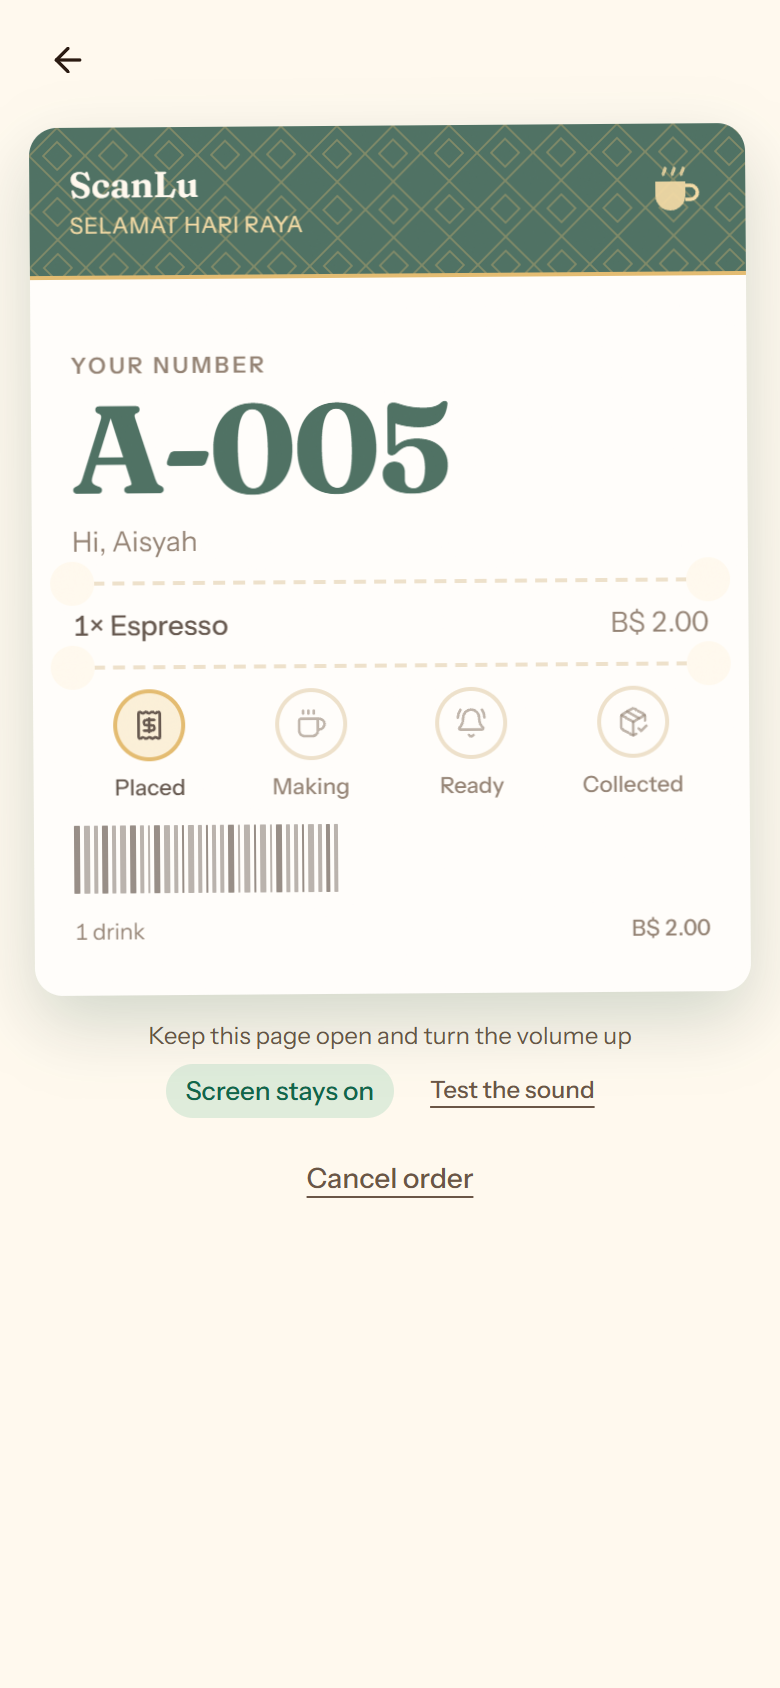 ScanLu
SELAMAT HARI RAYA
YOUR NUMBER
A-005
Hi, Aisyah
1× Espresso B$ 2.00
Placed Making Ready Collected
1 drink B$ 2.00
Keep this page open and turn the volume up
Screen stays on Test the sound
Cancel order